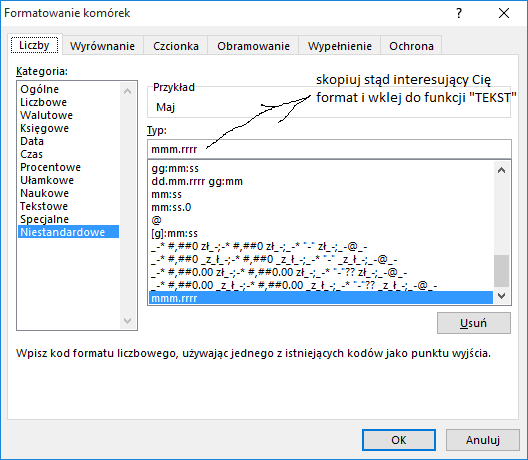 Formatowanie komórek
Liczby Wyrównanie Czcionka Obramowanie Wypełnienie Ochrona
Kategoria:
Ogólne
Liczbowe
Walutowe
Księgowe
Data
Czas
Procentowe
Ułamkowe
Naukowe
Tekstowe
Specjalne
Niestandardowe
Przykład
Maj
skopiuj stąd interesujący Cię
format i wklej do funkcji "TEKST"
Typ:
mmm.rrrr
gg:mm:ss
dd.mm.rrrr gg:mm
mm:ss
mm:ss.0
@
[g]:mm:ss
_-* #,##0 zł_-;-* #,##0 zł_-;_-* "-" zł_-;_-@_-
_-* #,##0 _z_ł_-;-* #,##0 _z_ł_-;_-* "-" _z_ł_-;_-@_-
_-* #,##0.00 zł_-;-* #,##0.00 zł_-;_-* "-"?? zł_-;_-@_-
_-* #,##0.00 _z_ł_-;-* #,##0.00 _z_ł_-;_-* "-"?? _z_ł_-;_-@_-
mmm.rrrr
Usuń
Wpisz kod formatu liczbowego, używając jednego z istniejących kodów jako punktu wyjścia.
OK Anuluj